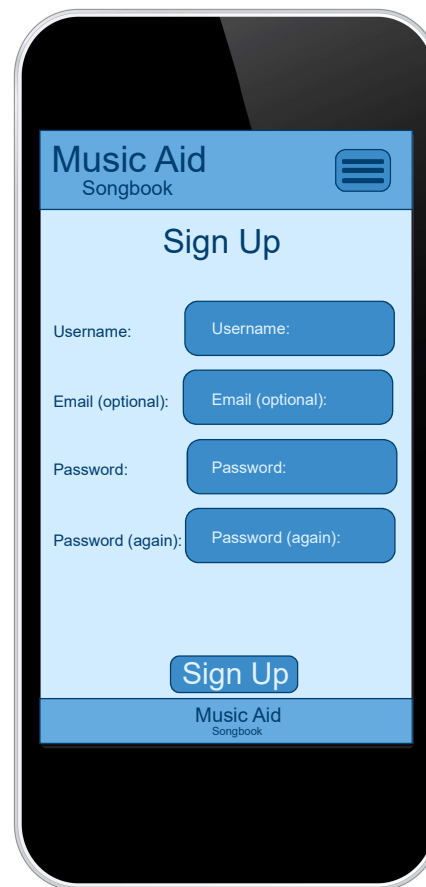 Music Aid
Songbook
Sign Up
Username:
Username:
Email (optional):
Email (optional):
Password:
Password:
Password (again):
Password (again):
Sign Up
Music Aid
Songbook